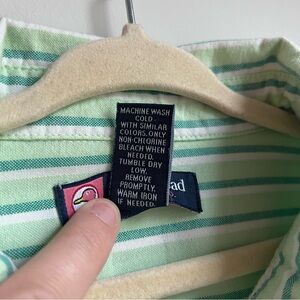 MACHINE WASH
COLD -
WITH SIMILAR
COLORS. ONLY
NON-CHLORINE
BLEACH WHEN
NEEDED.
TUMBLE DRY
LOW.
REMOVE
PROMPTLY.
WARM IRON
IF NEEDED.